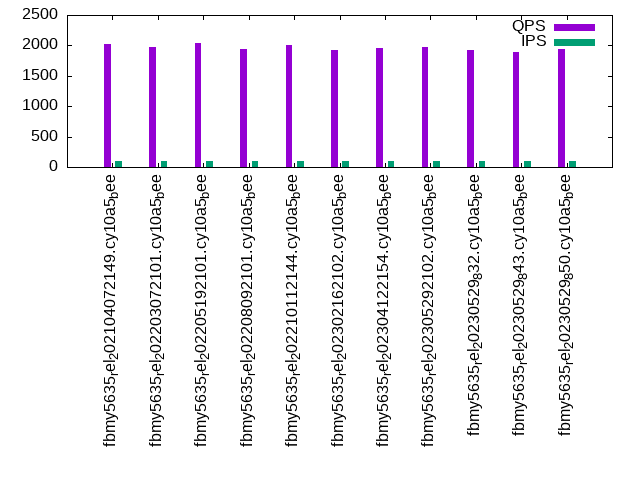 2500
2000
1500
1000
500
0
QPS
IPS
fbmy5635rel202104072149.cy10a5bee
fbmy5635rel202203072101.cy10a5bee
fbmy5635rel202205192101.cy10a5bee
fbmy5635rel202208092101.cy10a5bee
fbmy5635rel202210112144.cy10a5bee
fbmy5635rel202302162102.cy10a5bee
fbmy5635rel202304122154.cy10a5bee
fbmy5635rel202305292102.cy10a5bee
fbmy5635rel20230529832.cy10a5bee
fbmy5635rel20230529843.cy10a5bee
fbmy5635rel20230529850.cy10a5bee